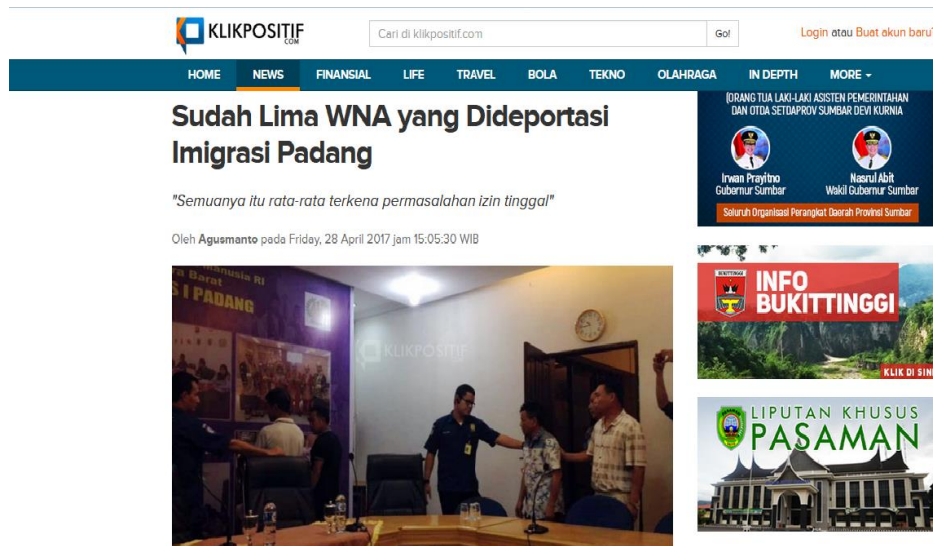 KLIKPOSITIF
.COM
Cari di klikpositif.com
Go!
Login atau Buat akun baru
HOME NEWS FINANSIAL LIFE TRAVEL BOLA TEKNO OLAHRAGA IN DEPTH MORE
Sudah Lima WNA yang Dideportasi
Imigrasi Padang
"Semuanya itu rata-rata terkena permasalahan izin tinggal"
Oleh Agusmanto pada Friday, 28 April 2017 jam 15:05:30 WIB
Manusia RI
ra Barat
S I PADANG
KLIKPOSITIF
(ORANG TUA LAKI-LAKI ASISTEN PEMERINTAHAN
DAN OTDA SETDAPROV SUMBAR DEVI KURNIA
Irwan Prayitno
Gubernur Sumbar
Nasrul Abit
Wakil Gubernur Sumbar
Seluruh Organisasi Perangkat Daerah Provinsi Sumbar
BUKITTINGGI
INFO
BUKITTINGGI
KLIK DI SINI
LIPUTAN KHUSUS
PASAMAN